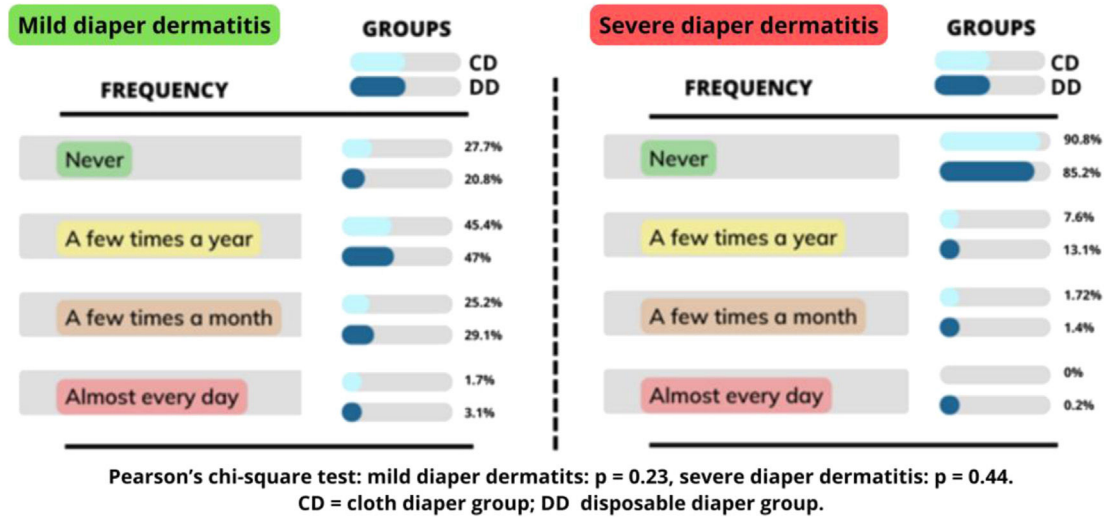 Mild diaper dermatitis
GROUPS
CD
DD
FREQUENCY
Never
27.7%
20.8%
A few times a year
45.4%
47%
A few times a month
25.2%
29.1%
Almost every day
1.7%
3.1%
Severe diaper dermatitis
GROUPS
CD
DD
FREQUENCY
Never
90.8%
85.2%
A few times a year
7.6%
13.1%
A few times a month
1.72%
1.4%
Almost every day
0%
0.2%
Pearson's chi-square test: mild diaper dermatits: p = 0.23, severe diaper dermatitis: p = 0.44.
CD = cloth diaper group; DD disposable diaper group.